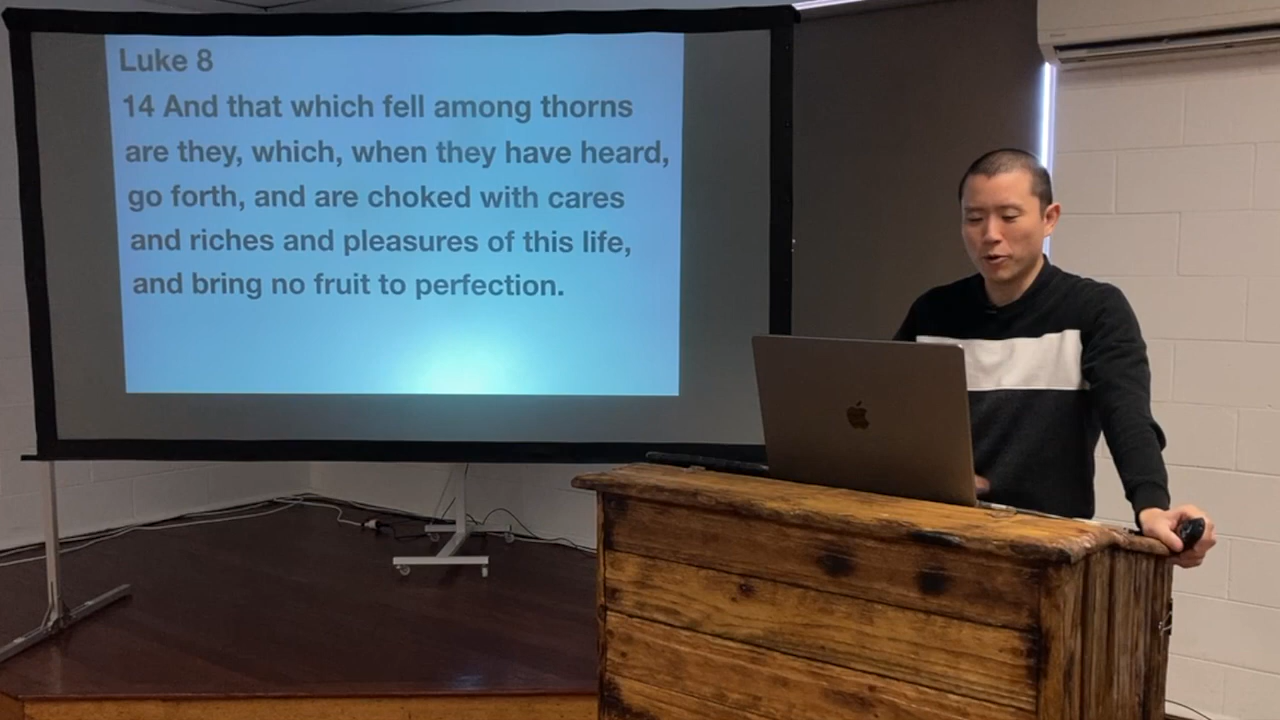 Luke 8
14 And that which fell among thorns
are they, which, when they have heard,
go forth, and are choked with cares
and riches and pleasures of this life,
and bring no fruit to perfection.